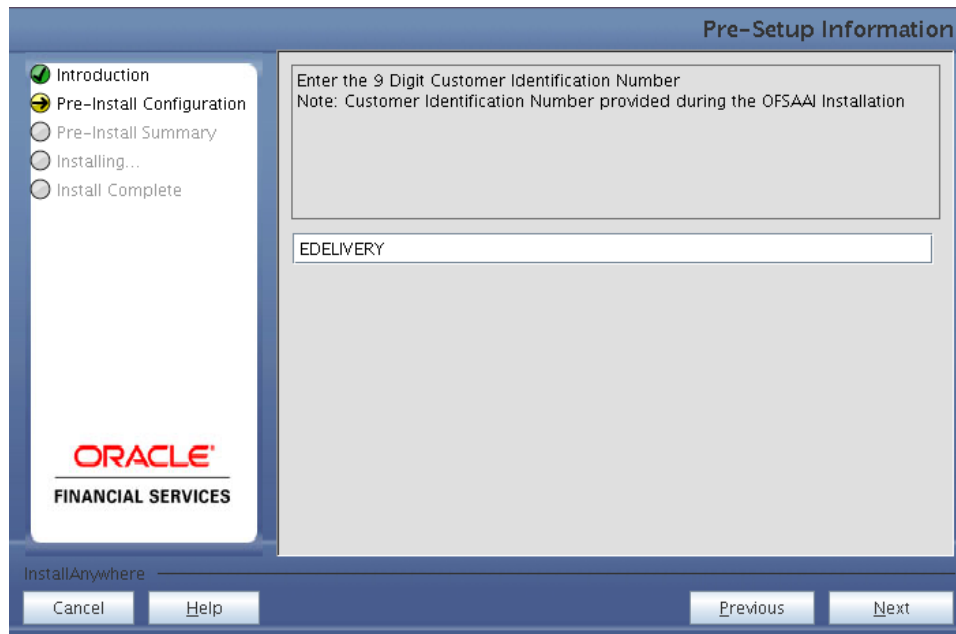 Pre-Setup Information
Introduction
Pre-Install Configuration
Pre-Install Summary
Installing...
Install Complete
Enter the 9 Digit Customer Identification Number
Note: Customer Identification Number provided during the OFSAAI Installation
EDELIVERY
ORACLE
FINANCIAL SERVICES
InstallAnywhere
Cancel
Help
Previous
Next